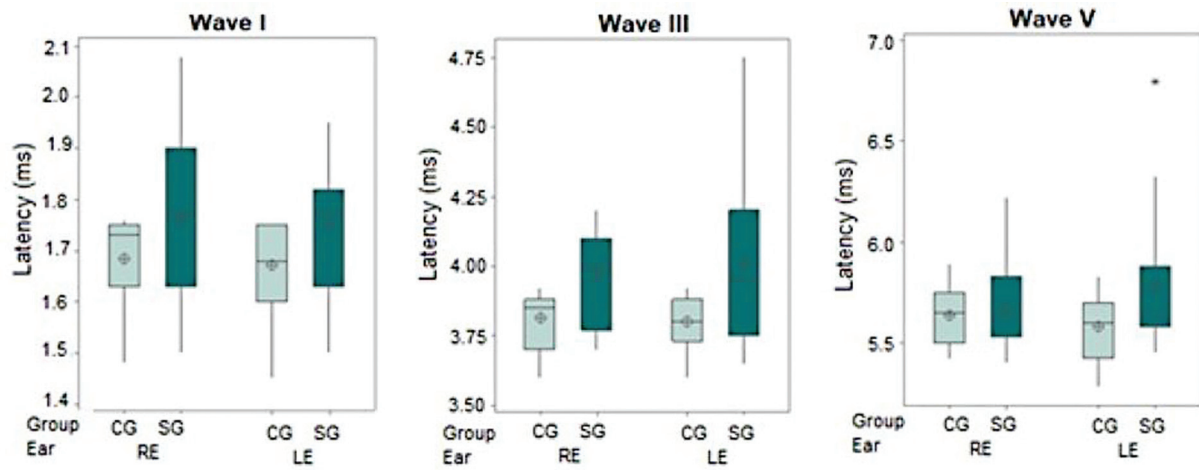 Wave I
Latency (ms)
2.1
2.0
1.9
1.8
1.7
1.6
1.5
1.4
Group CG SG CG SG
Ear RE LE
Wave III
Latency (ms)
4.75
4.50
4.25
4.00
3.75
3.50
Group CG SG CG SG
Ear RE LE
Wave V
Latency (ms)
7.0
6.5
6.0
5.5
Group CG SG CG SG
Ear RE LE